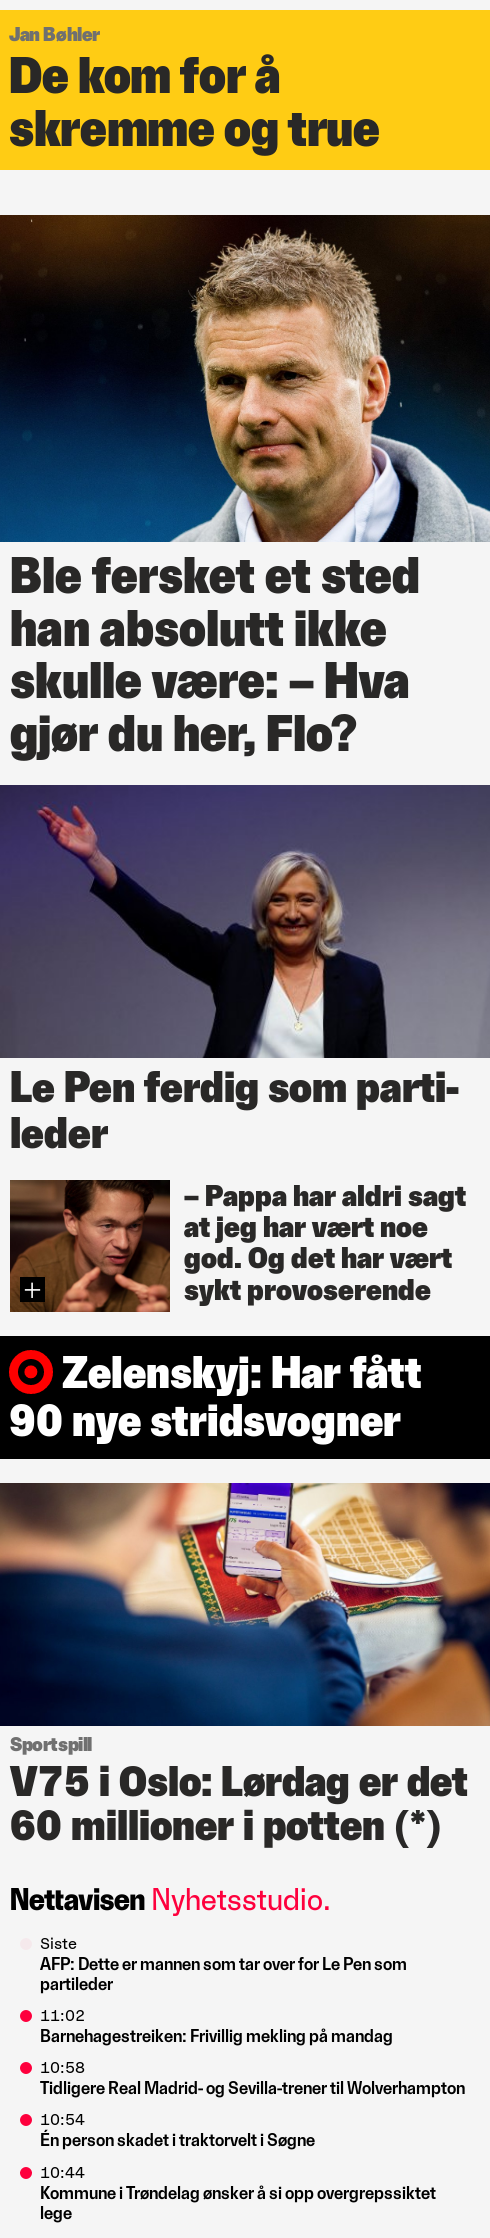 Jan Bøhler
De kom for å
skremme og true
Ble fersket et sted
han absolutt ikke
skulle være: – Hva
gjør du her, Flo?
Le Pen ferdig som parti-
leder
– Pappa har aldri sagt
at jeg har vært noe
god. Og det har vært
sykt provoserende
Zelenskyj: Har fått
90 nye stridsvogner
Sportspill
V75 i Oslo: Lørdag er det
60 millioner i potten (*)
Nettavisen Nyhetsstudio.
Siste
AFP: Dette er mannen som tar over for Le Pen som
partileder
11:02
Barnehagestreiken: Frivillig mekling på mandag
10:58
Tidligere Real Madrid- og Sevilla-trener til Wolverhampton
10:54
Én person skadet i traktorvelt i Søgne
10:44
Kommune i Trøndelag ønsker å si opp overgrepssiktet
lege